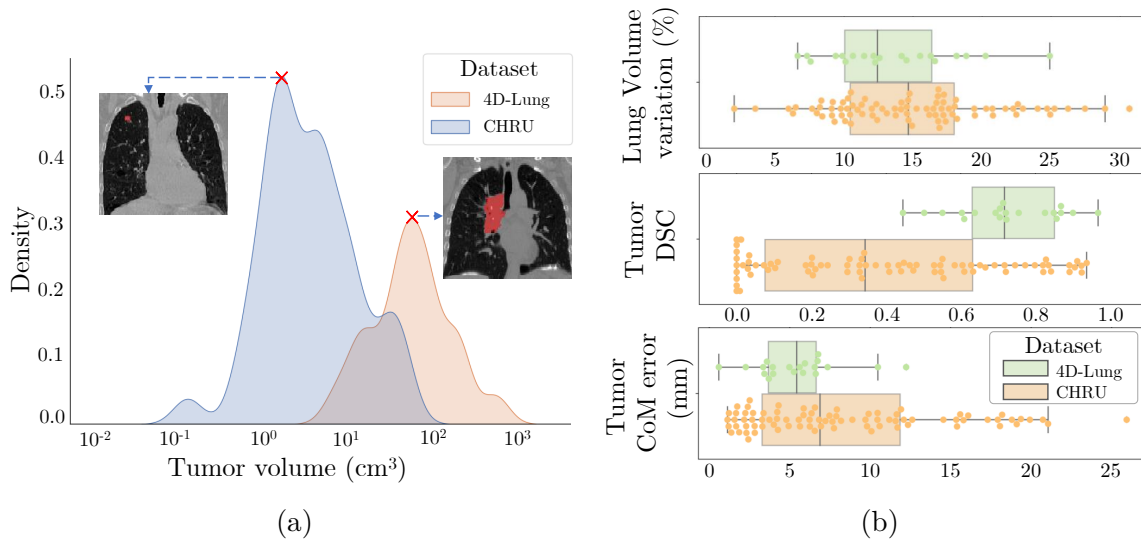 Dataset
4D-Lung
CHRU
Density
0.5
0.4
0.3
0.2
0.1
0.0
10⁻² 10⁻¹ 10⁰ 10¹ 10² 10³
Tumor volume (cm³)
(a)
Lung Volume
variation (%)
0 5 10 15 20 25 30
Tumor
DSC
0.0 0.2 0.4 0.6 0.8 1.0
Tumor
CoM error
(mm)
Dataset
4D-Lung
CHRU
0 5 10 15 20 25
(b)